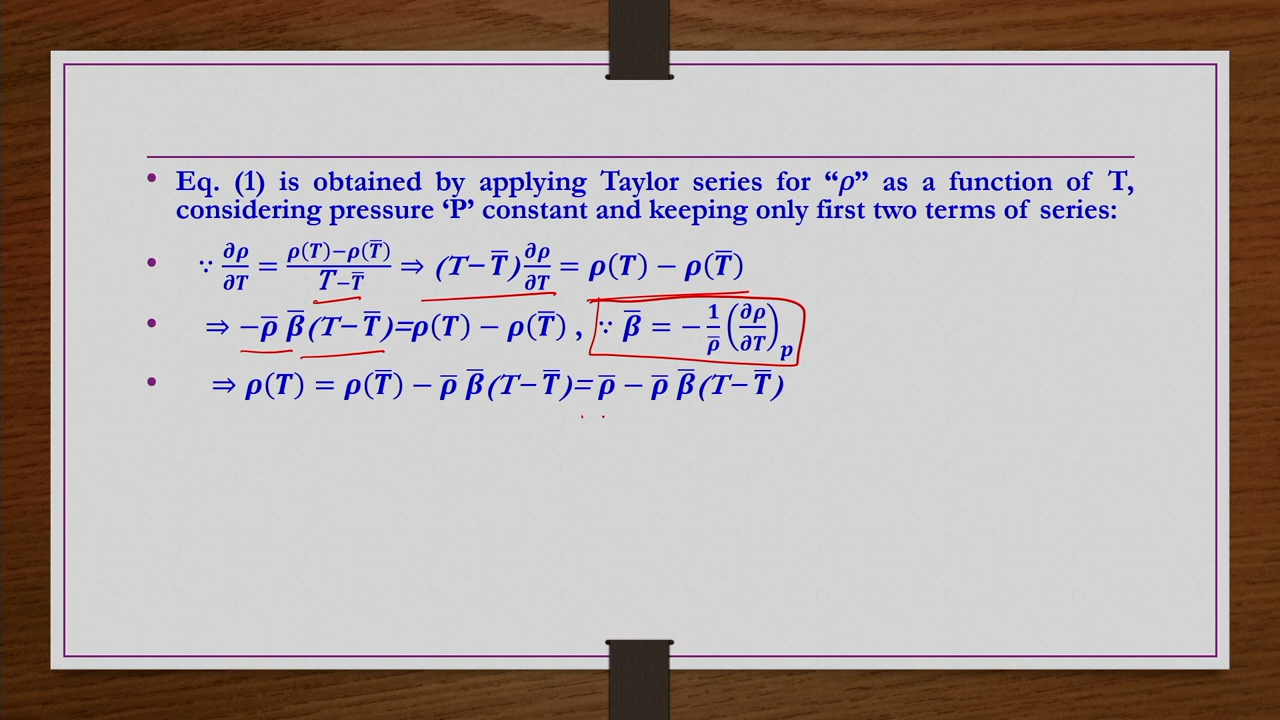 • Eq. (1) is obtained by applying Taylor series for “ρ” as a function of T,
considering pressure ‘P’ constant and keeping only first two terms of series:
• ∵ ∂ρ/∂T = (ρ(T)−ρ(T̅))/(T−T̅) ⇒ (T−T̅)∂ρ/∂T = ρ(T) − ρ(T̅)
• ⇒ −ρ̅ β̅(T−T̅)=ρ(T) − ρ(T̅) , ∵ β̅ = −1/ρ̅ (∂ρ/∂T)ₚ
• ⇒ ρ(T) = ρ(T̅) − ρ̅ β̅(T−T̅)= ρ̅ − ρ̅ β̅(T−T̅)